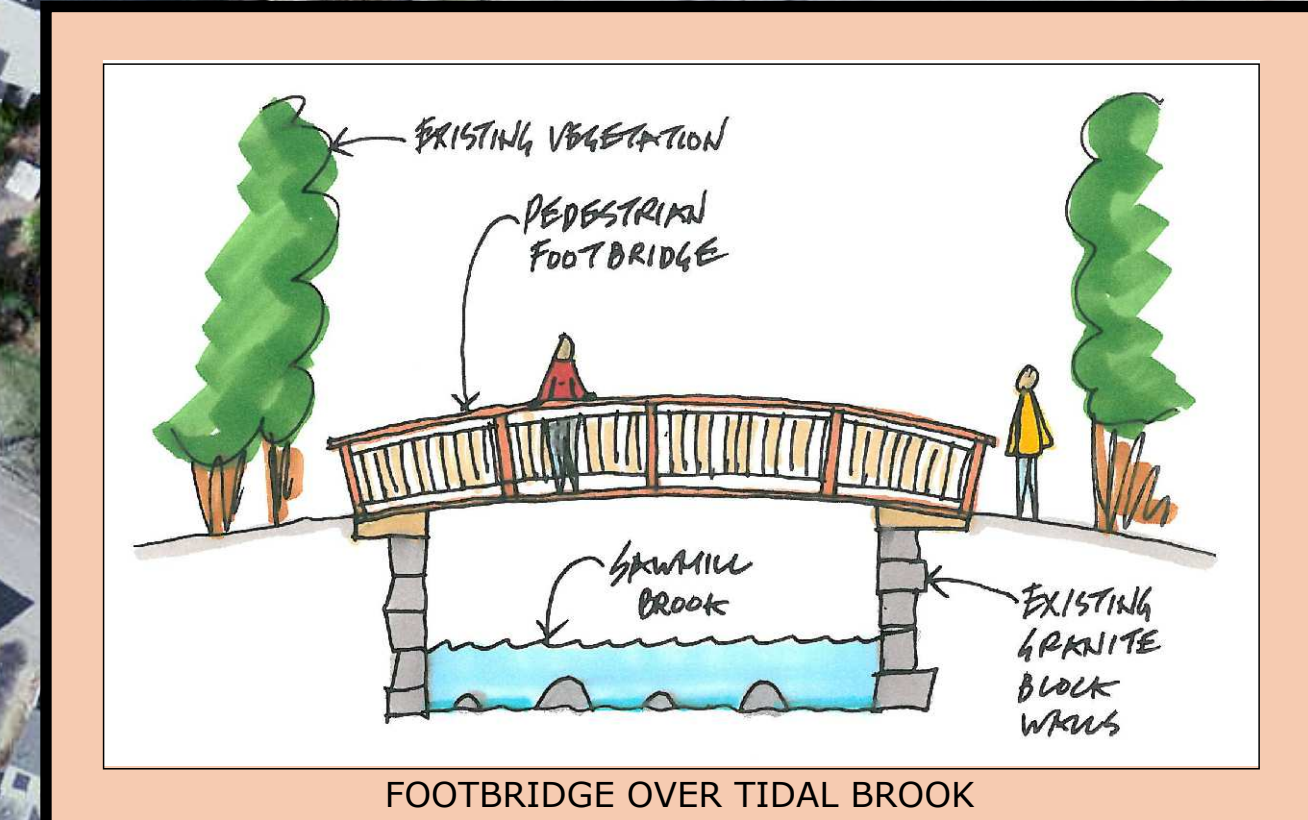 EXISTING VEGETATION
PEDESTRIAN
FOOTBRIDGE
SAWMILL
BROOK
EXISTING
GRANITE
BLOCK
WALLS
FOOTBRIDGE OVER TIDAL BROOK